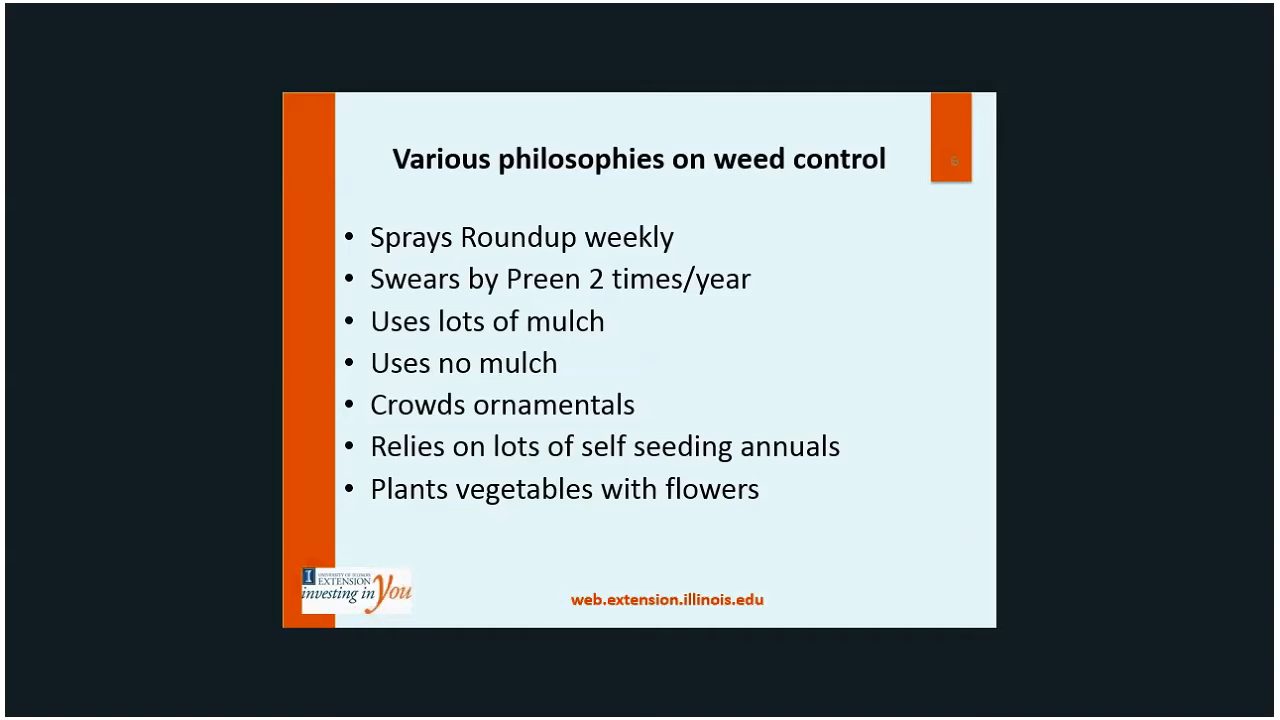 Various philosophies on weed control
6
• Sprays Roundup weekly
• Swears by Preen 2 times/year
• Uses lots of mulch
• Uses no mulch
• Crowds ornamentals
• Relies on lots of self seeding annuals
• Plants vegetables with flowers
I
UNIVERSITY OF ILLINOIS
EXTENSION
investing in You
web.extension.illinois.edu